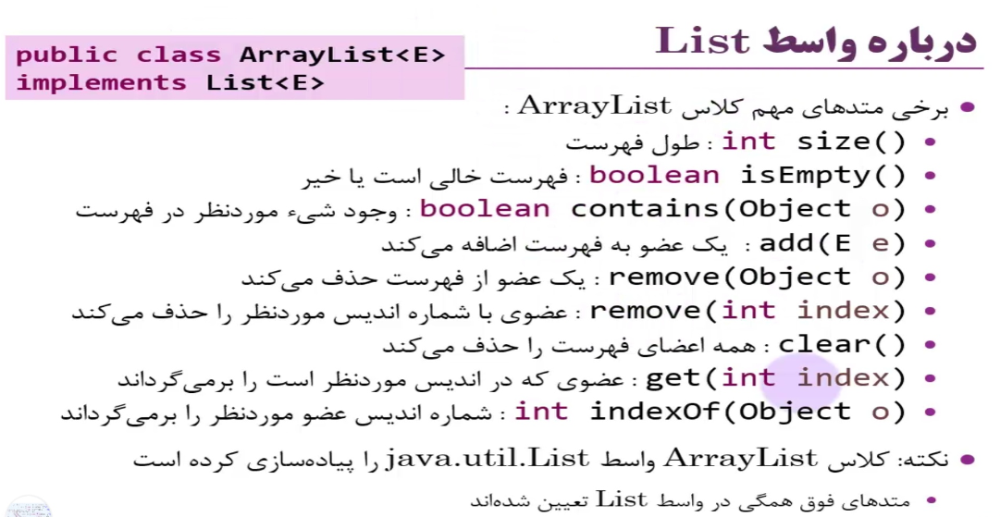 درباره واسط List
public class ArrayList<E>
implements List<E>
برخی متدهای مهم کلاس ArrayList :
int size() : طول فهرست
boolean isEmpty() : فهرست خالی است یا خیر
boolean contains(Object o) : وجود شیء موردنظر در فهرست
add(E e) : یک عضو به فهرست اضافه می‌کند
remove(Object o) : یک عضو از فهرست حذف می‌کند
remove(int index) : عضوی با شماره اندیس موردنظر را حذف می‌کند
clear() : همه اعضای فهرست را حذف می‌کند
get(int index) : عضوی که در اندیس موردنظر است را برمی‌گرداند
int indexOf(Object o) : شماره اندیس عضو موردنظر را برمی‌گرداند
نکته: کلاس ArrayList واسط java.util.List را پیاده‌سازی کرده است
متدهای فوق همگی در واسط List تعیین شده‌اند